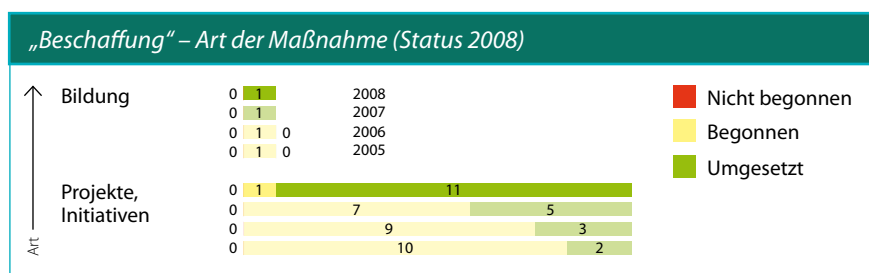 „Beschaffung“ – Art der Maßnahme (Status 2008)
Bildung 0 1 2008
0 1 2007
0 1 0 2006
0 1 0 2005
Projekte, Initiativen
0 1 11
0 7 5
0 9 3
0 10 2
Art
Nicht begonnen
Begonnen
Umgesetzt